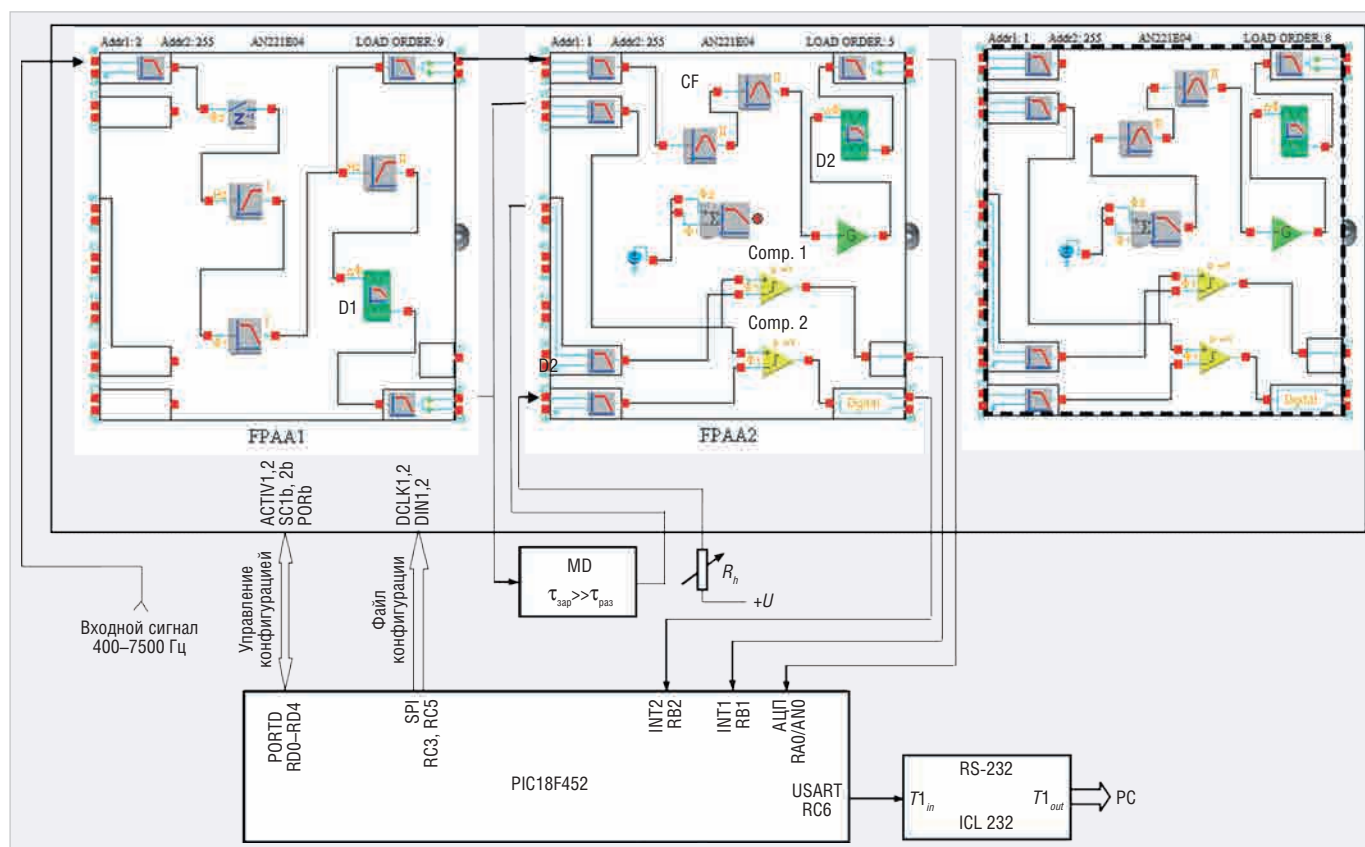 Addr1: 2 Addr2: 255 AN221E04 LOAD ORDER: 9
D1
FPAA1
Addr1: 1 Addr2: 255 AN221E04 LOAD ORDER: 5
CF
D2
Comp. 1
Comp. 2
D2
Digital
FPAA2
Addr1: 1 Addr2: 255 AN221E04 LOAD ORDER: 8
Digital
ACTIV1,2
SC1b, 2b
PORb
DCLK1,2
DIN1,2
Управление
конфигурацией
Файл
конфигурации
Входной сигнал
400–7500 Гц
MD
τзар>>τраз
Rh
+U
PORTD
RD0–RD4
SPI
RC3, RC5
INT2
RB2
INT1
RB1
АЦП
RA0/AN0
PIC18F452
USART
RC6
RS-232
T1in T1out
ICL 232
PC